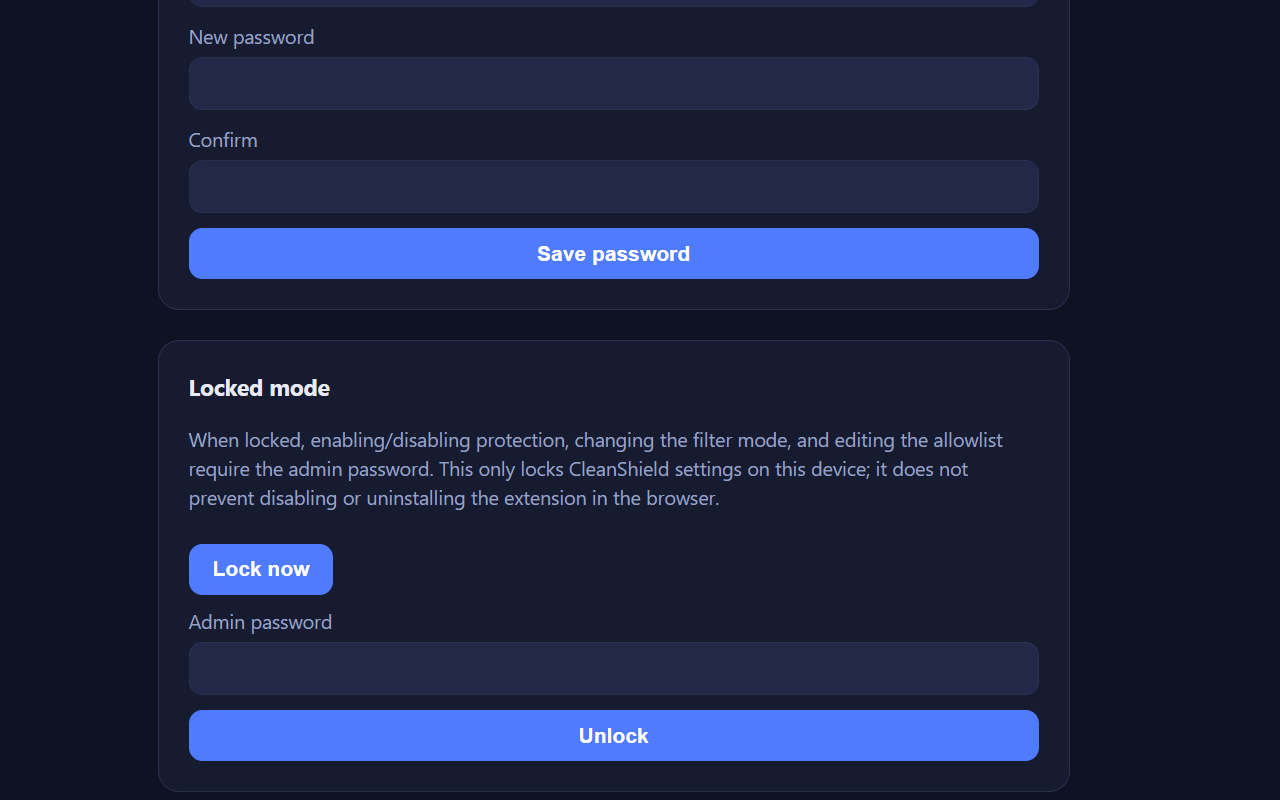 New password
Confirm
Save password
Locked mode
When locked, enabling/disabling protection, changing the filter mode, and editing the allowlist
require the admin password. This only locks CleanShield settings on this device; it does not
prevent disabling or uninstalling the extension in the browser.
Lock now
Admin password
Unlock